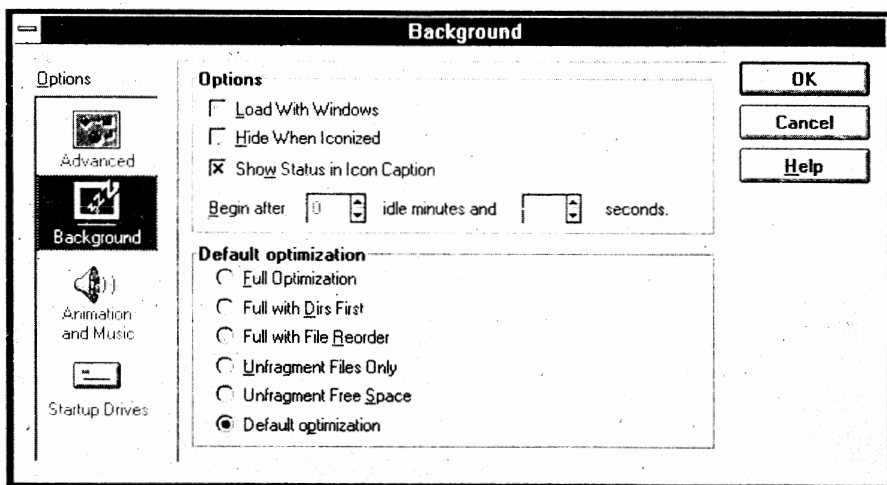 Background
Options
Advanced
Background
Animation
and Music
Startup Drives
Options
Load With Windows
Hide When Iconized
Show Status in Icon Caption
Begin after 0 idle minutes and seconds.
Default optimization
Full Optimization
Full with Dirs First
Full with File Reorder
Unfragment Files Only
Unfragment Free Space
Default optimization
OK
Cancel
Help